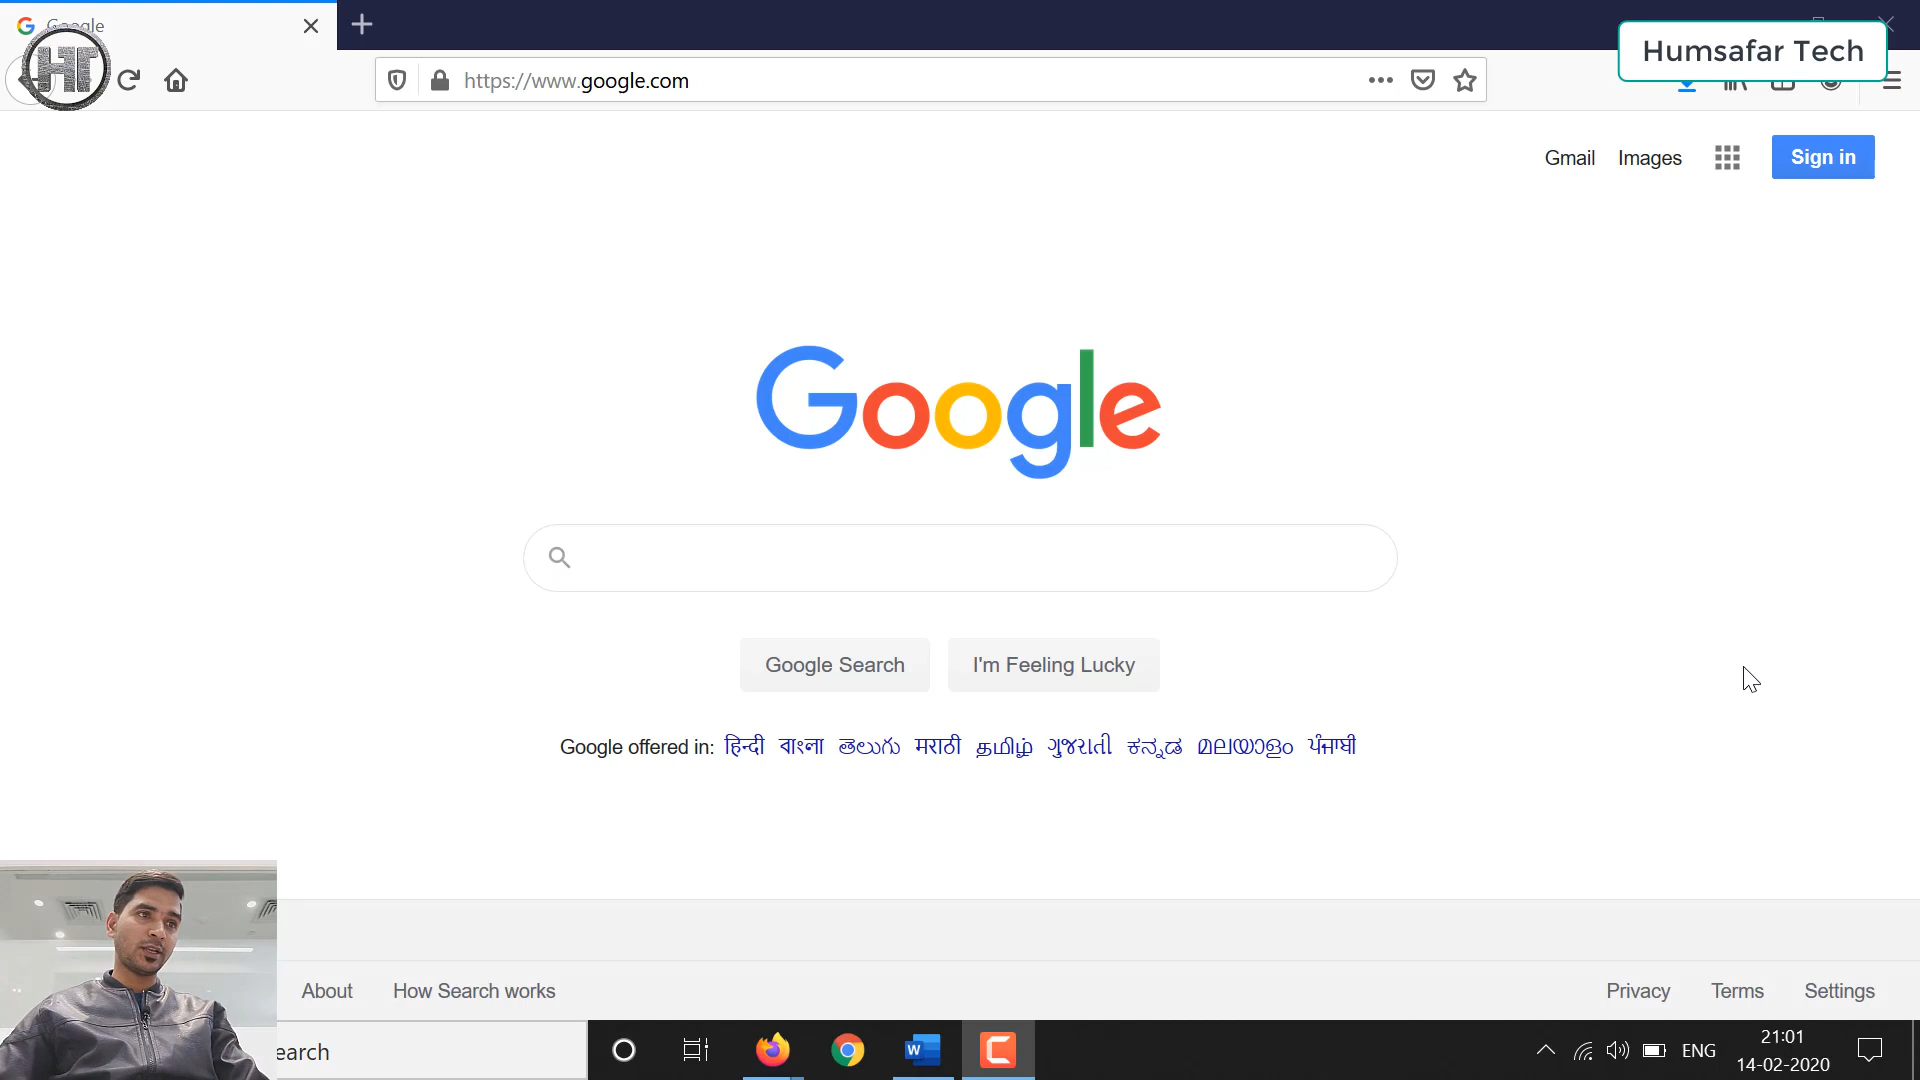 Google
HT
Humsafar Tech
https://www.google.com
Gmail Images Sign in
Google
Google Search I'm Feeling Lucky
Google offered in: हिन्दी বাংলা తెలుగు मराठी தமிழ் ગુજરાતી ಕನ್ನಡ മലയാളം ਪੰਜਾਬੀ
About How Search works Privacy Terms Settings
earch
W
ENG
21:01
14-02-2020